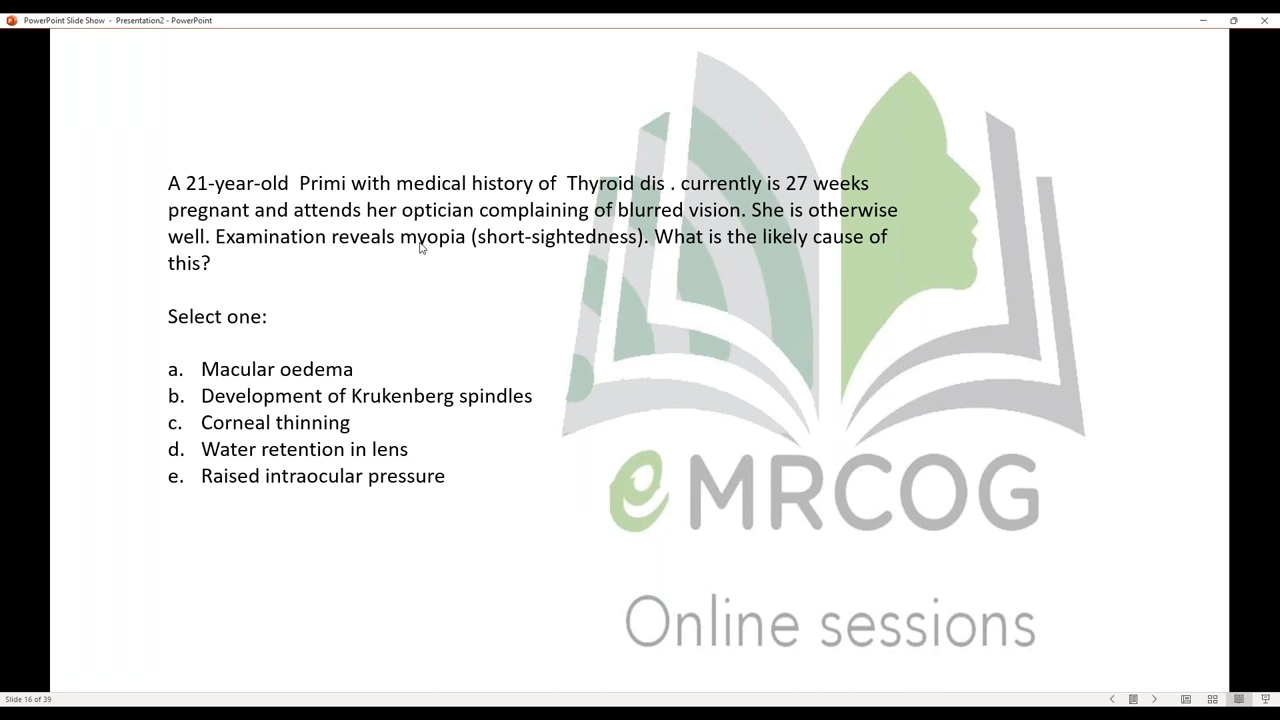 PowerPoint Slide Show - Presentation2 - PowerPoint
A 21-year-old Primi with medical history of Thyroid dis . currently is 27 weeks
pregnant and attends her optician complaining of blurred vision. She is otherwise
well. Examination reveals myopia (short-sightedness). What is the likely cause of
this?
Select one:
a. Macular oedema
b. Development of Krukenberg spindles
c. Corneal thinning
d. Water retention in lens
e. Raised intraocular pressure
eMRCOG
Online sessions
Slide 16 of 39